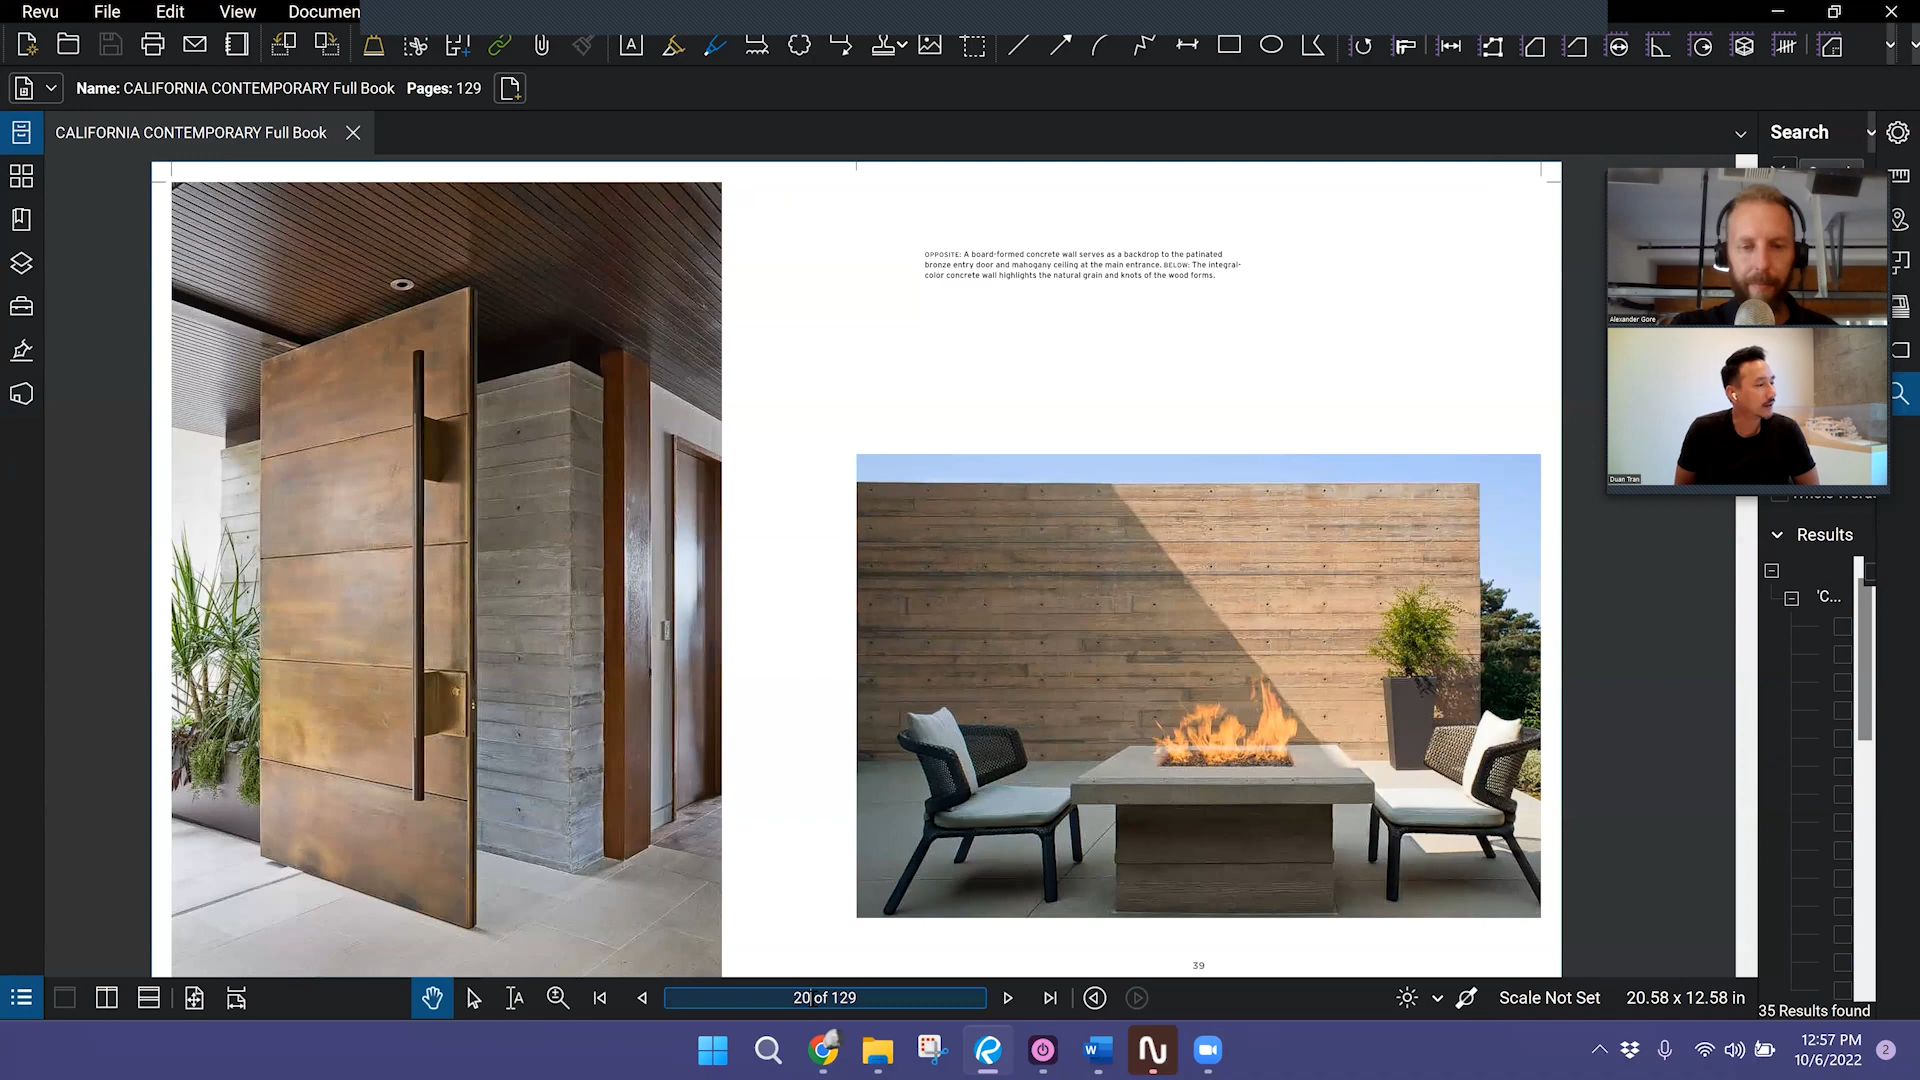 Revu File Edit View Documen
Name: CALIFORNIA CONTEMPORARY Full Book Pages: 129
CALIFORNIA CONTEMPORARY Full Book
Search
OPPOSITE: A board-formed concrete wall serves as a backdrop to the patinated
bronze entry door and mahogany ceiling at the main entrance. BELOW: The integral-
color concrete wall highlights the natural grain and knots of the wood forms.
Alexander Gore
Duan Tran
Results
'C...
39
20 of 129
Scale Not Set
20.58 x 12.58 in
35 Results found
12:57 PM
10/6/2022
2